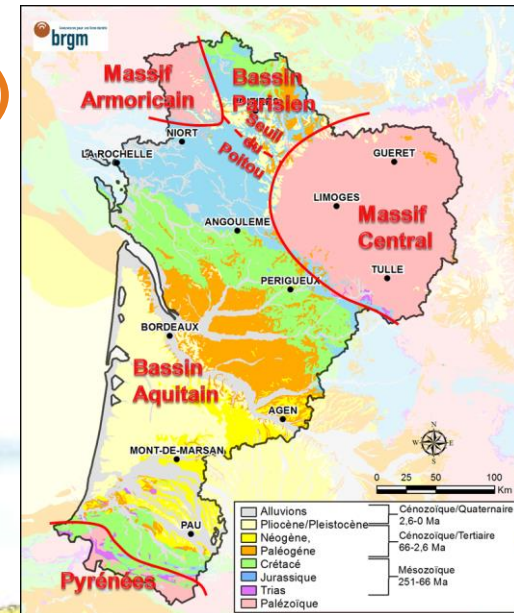 brgm
Massif
Armoricain
Bassin
Parisien
Seuil
du
Poitou
NIORT
LA ROCHELLE
GUERET
LIMOGES
ANGOULEME
Massif
Central
TULLE
PERIGUEUX
BORDEAUX
Bassin
Aquitain
AGEN
MONT-DE-MARSAN
PAU
Pyrénées
N
W
E
S
0 25 50 100
Km
Alluvions
Pliocène/Pleistocène
Néogène,
Paléogène
Crétacé
Jurassique
Trias
Palézoïque
Cénozoïque/Quaternaire
2,6-0 Ma
Cénozoïque/Tertiaire
66-2,6 Ma
Mésozoïque
251-66 Ma